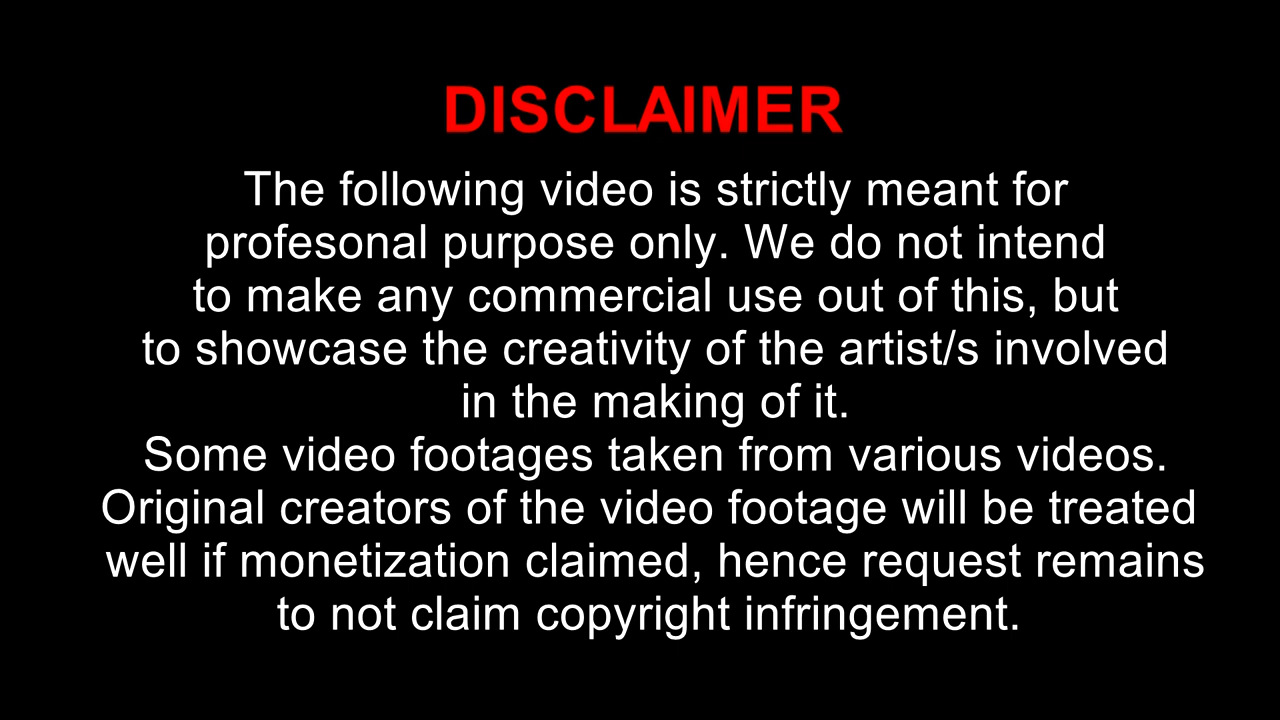 DISCLAIMER
The following video is strictly meant for
profesonal purpose only. We do not intend
to make any commercial use out of this, but
to showcase the creativity of the artist/s involved
in the making of it.
Some video footages taken from various videos.
Original creators of the video footage will be treated
well if monetization claimed, hence request remains
to not claim copyright infringement.